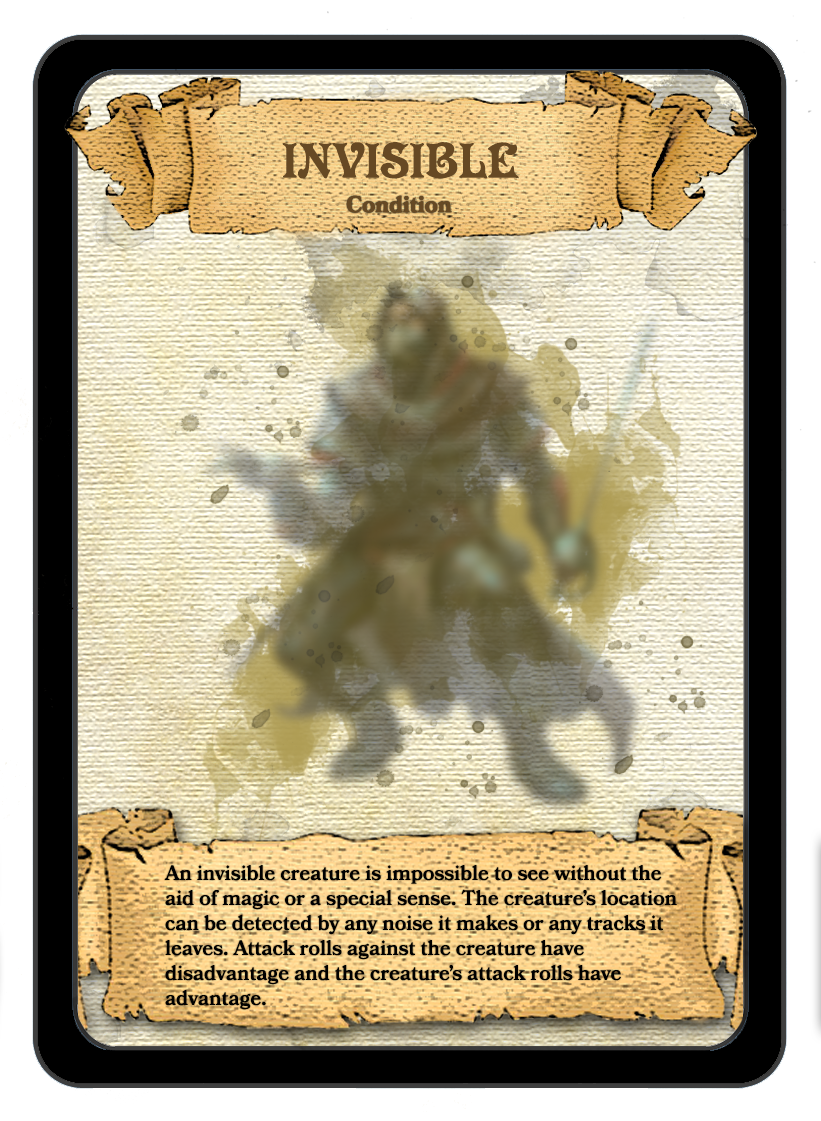 INVISIBLE
Condition
An invisible creature is impossible to see without the
aid of magic or a special sense. The creature's location
can be detected by any noise it makes or any tracks it
leaves. Attack rolls against the creature have
disadvantage and the creature's attack rolls have
advantage.